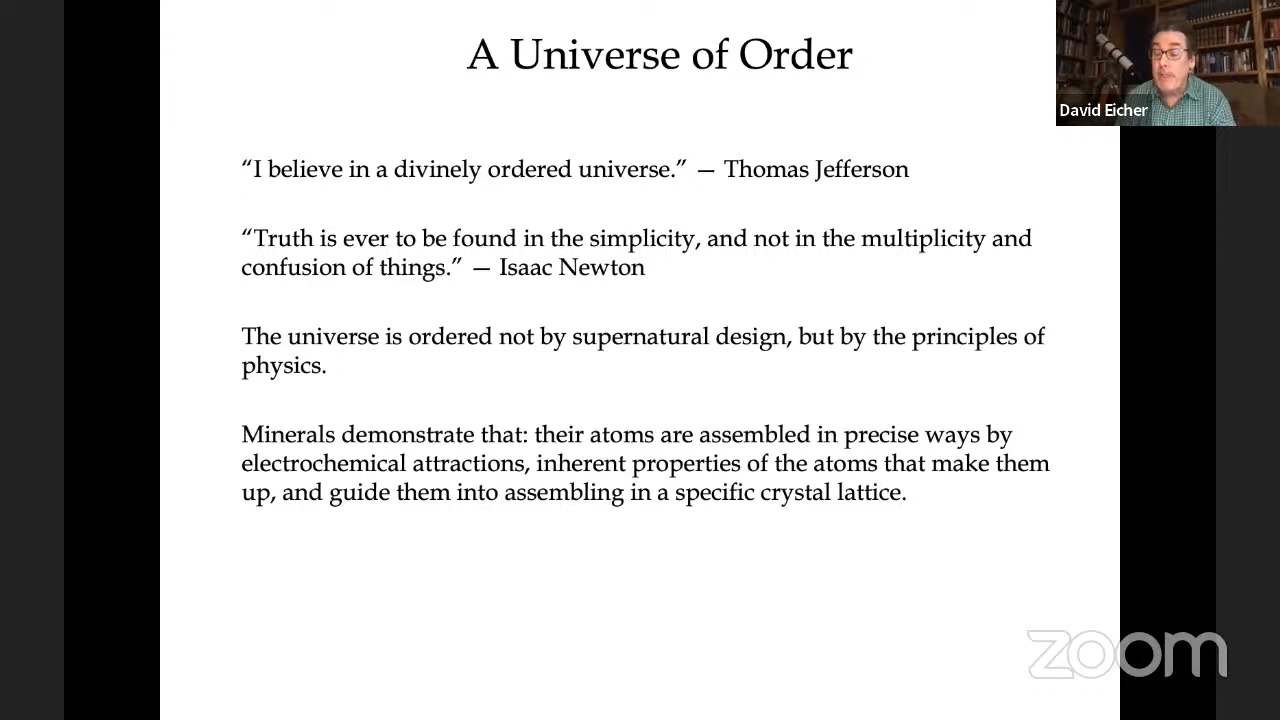 A Universe of Order
David Eicher
“I believe in a divinely ordered universe.” — Thomas Jefferson
“Truth is ever to be found in the simplicity, and not in the multiplicity and
confusion of things.” — Isaac Newton
The universe is ordered not by supernatural design, but by the principles of
physics.
Minerals demonstrate that: their atoms are assembled in precise ways by
electrochemical attractions, inherent properties of the atoms that make them
up, and guide them into assembling in a specific crystal lattice.
zoom